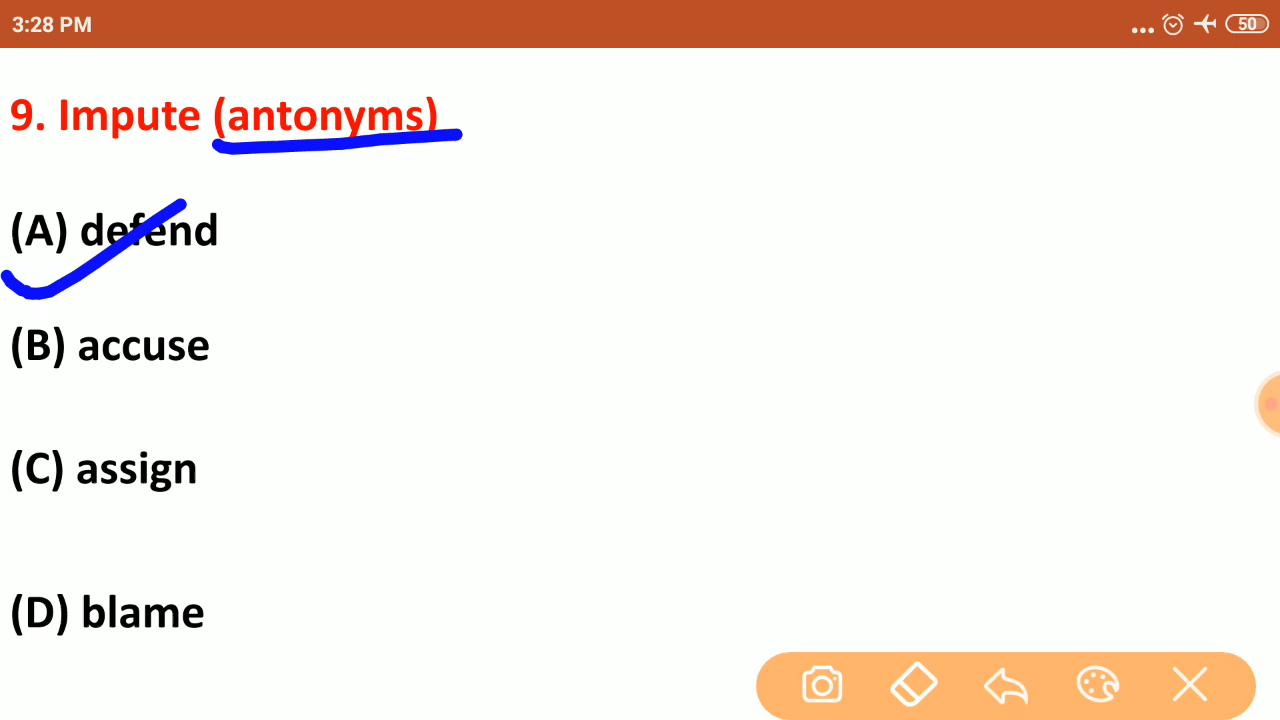 3:28 PM
50
9. Impute (antonyms)
(A) defend
(B) accuse
(C) assign
(D) blame